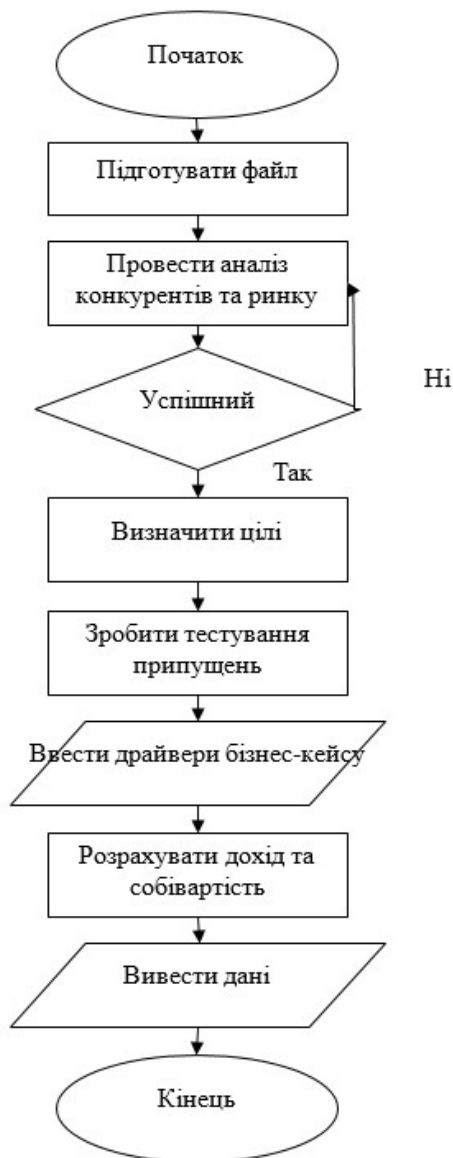 Початок
Підготувати файл
Провести аналіз
конкурентів та ринку
Успішний
Ні
Так
Визначити цілі
Зробити тестування
припущень
Ввести драйвери бізнес-кейсу
Розрахувати дохід та
собівартість
Вивести дані
Кінець